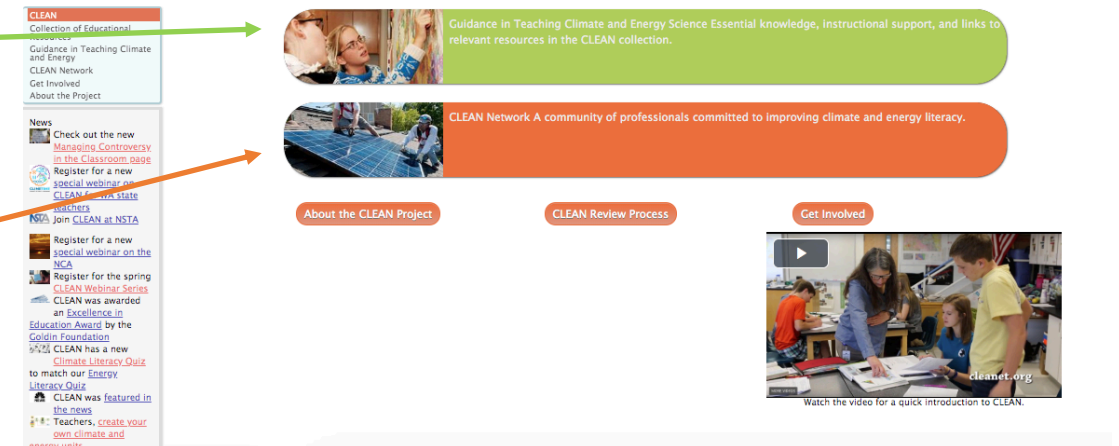 CLEAN
Collection of Educational
Resources
Guidance in Teaching Climate
and Energy
CLEAN Network
Get Involved
About the Project
News
Check out the new
Managing Controversy
in the Classroom page
Register for a new
special webinar on
CLEAN for WA state
teachers
NSTA Join CLEAN at NSTA
Register for a new
special webinar on the
NCA
Register for the spring
CLEAN Webinar Series
CLEAN was awarded
an Excellence in
Education Award by the
Goldin Foundation
CLEAN has a new
Climate Literacy Quiz
to match our Energy
Literacy Quiz
CLEAN was featured in
the news
Teachers, create your
own climate and
energy units
Guidance in Teaching Climate and Energy Science Essential knowledge, instructional support, and links to
relevant resources in the CLEAN collection.
CLEAN Network A community of professionals committed to improving climate and energy literacy.
About the CLEAN Project
CLEAN Review Process
Get Involved
cleanet.org
Watch the video for a quick introduction to CLEAN.